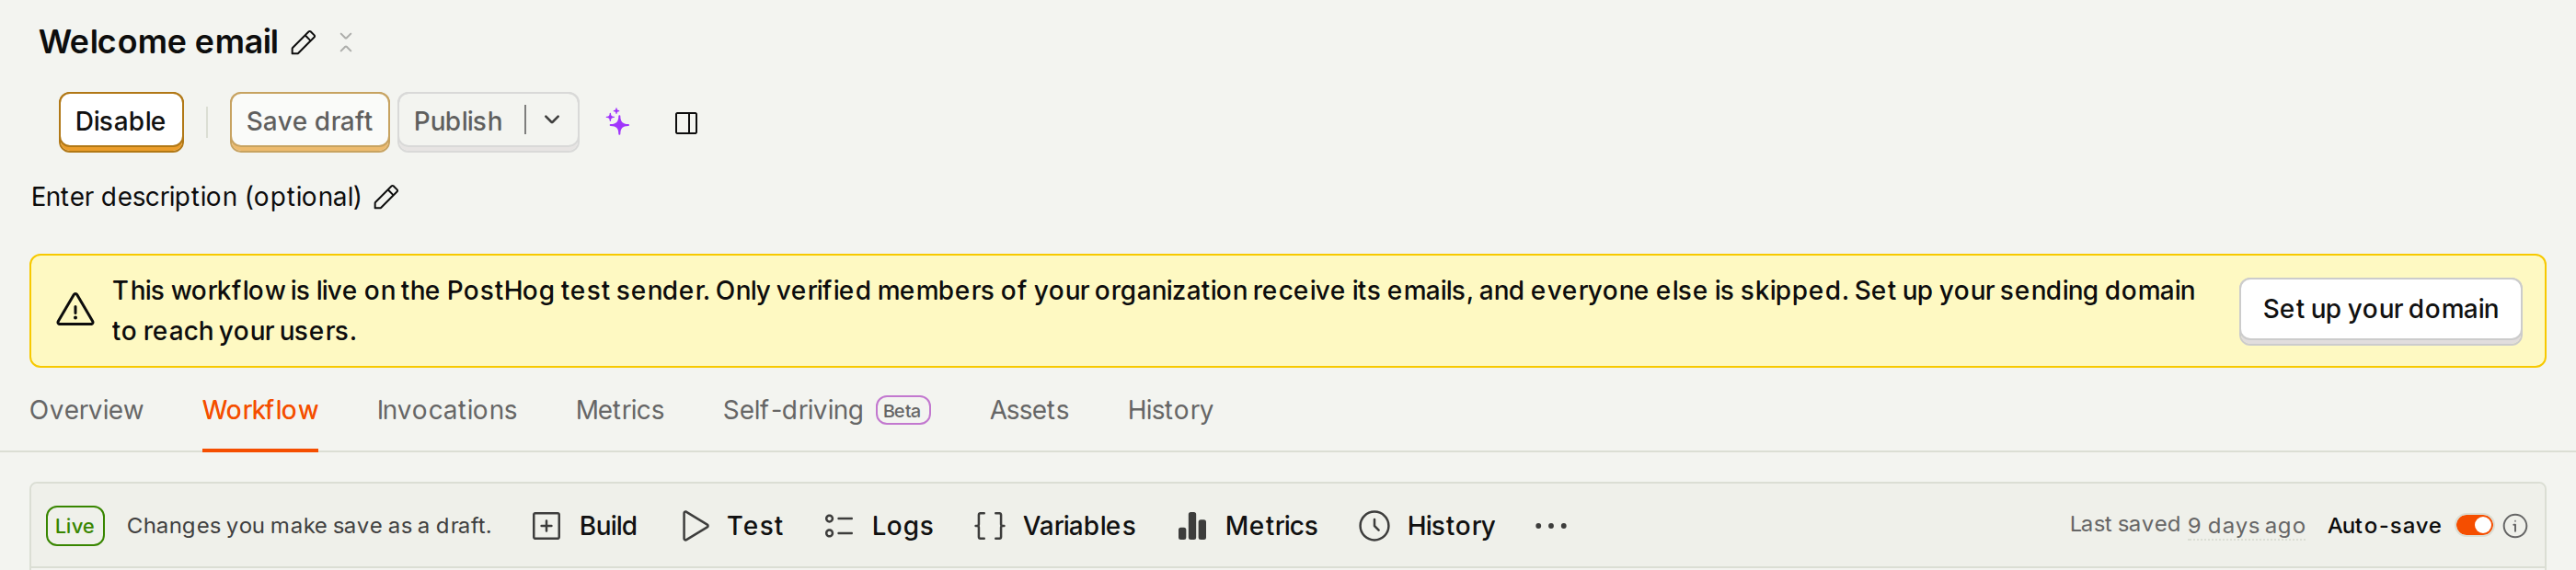 Welcome email
Disable
Save draft
Publish
Enter description (optional)
This workflow is live on the PostHog test sender. Only verified members of your organization receive its emails, and everyone else is skipped. Set up your sending domain
to reach your users.
Set up your domain
Overview
Workflow
Invocations
Metrics
Self-driving Beta
Assets
History
Live
Changes you make save as a draft.
Build
Test
Logs
Variables
Metrics
History
Last saved 9 days ago
Auto-save